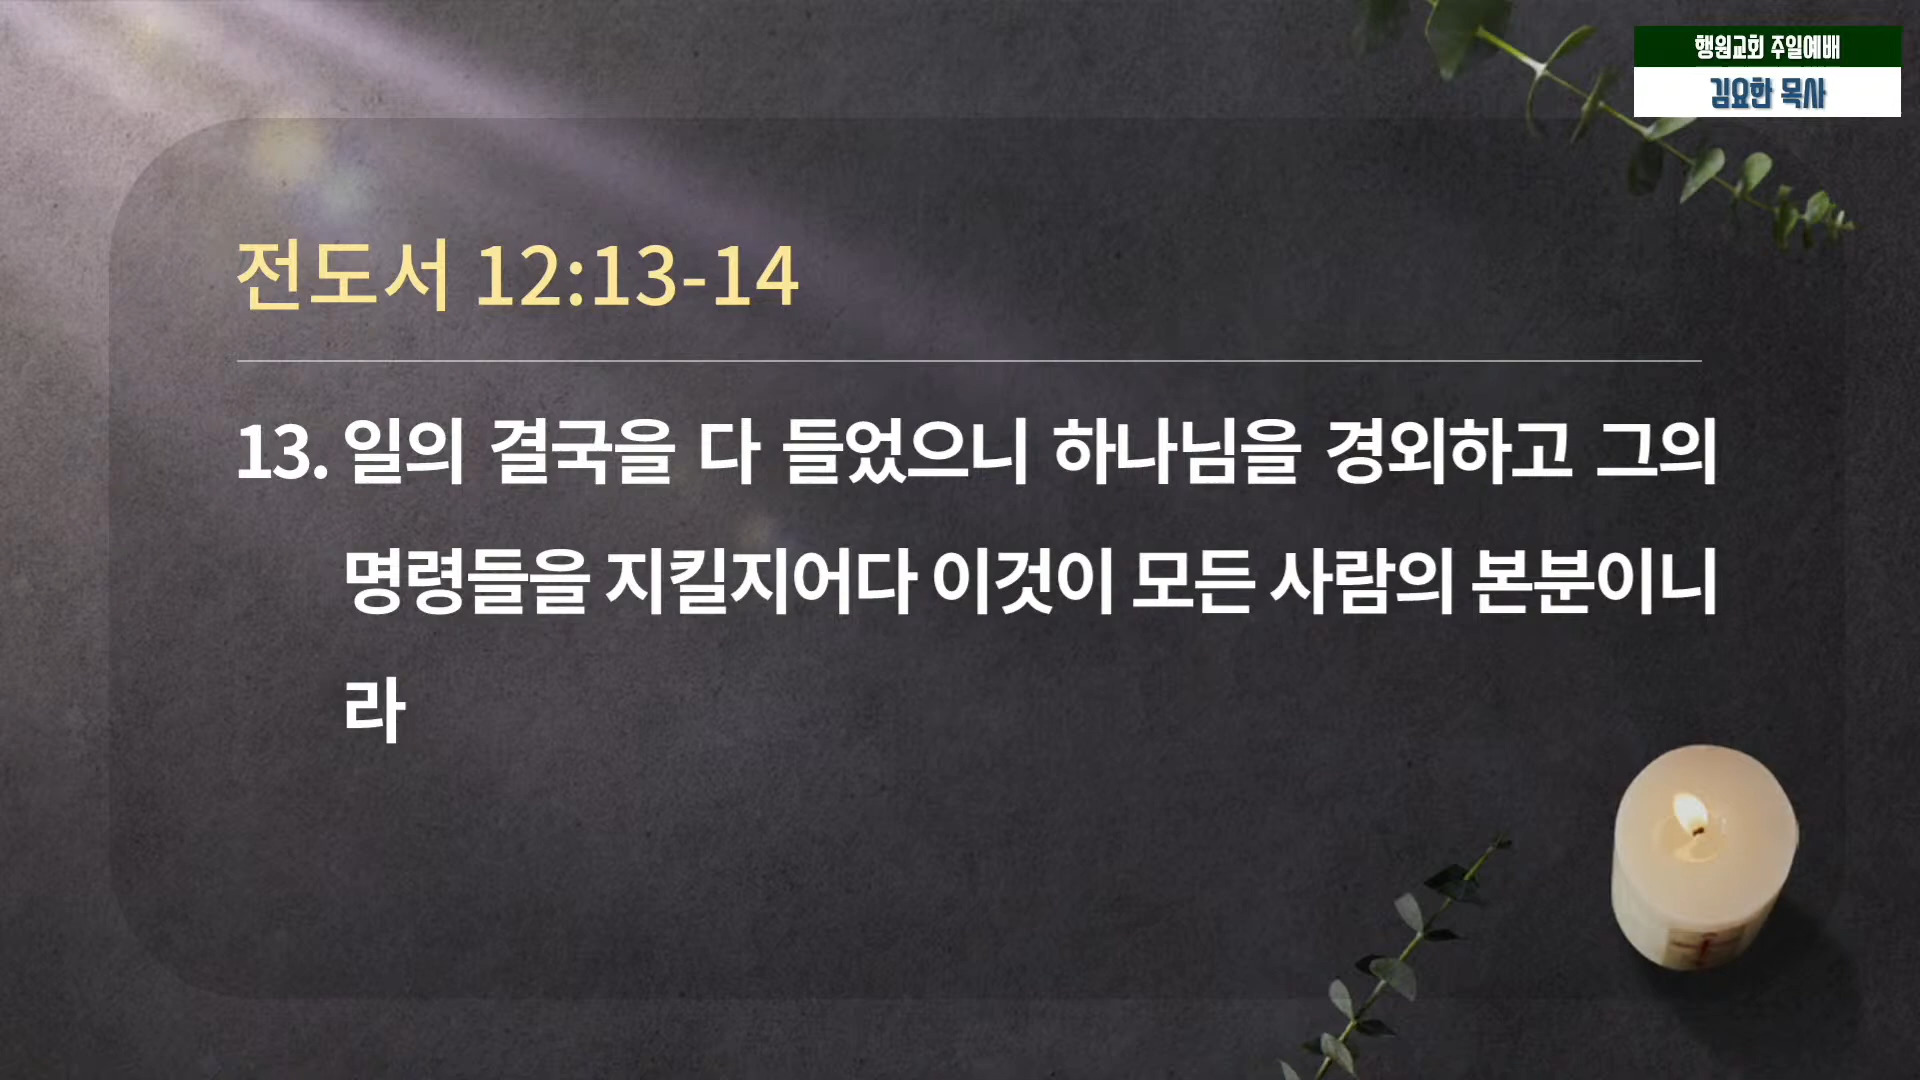 행원교회 주일예배
김요한 목사
전도서 12:13-14
13. 일의 결국을 다 들었으니 하나님을 경외하고 그의
명령들을 지킬지어다 이것이 모든 사람의 본분이니
라